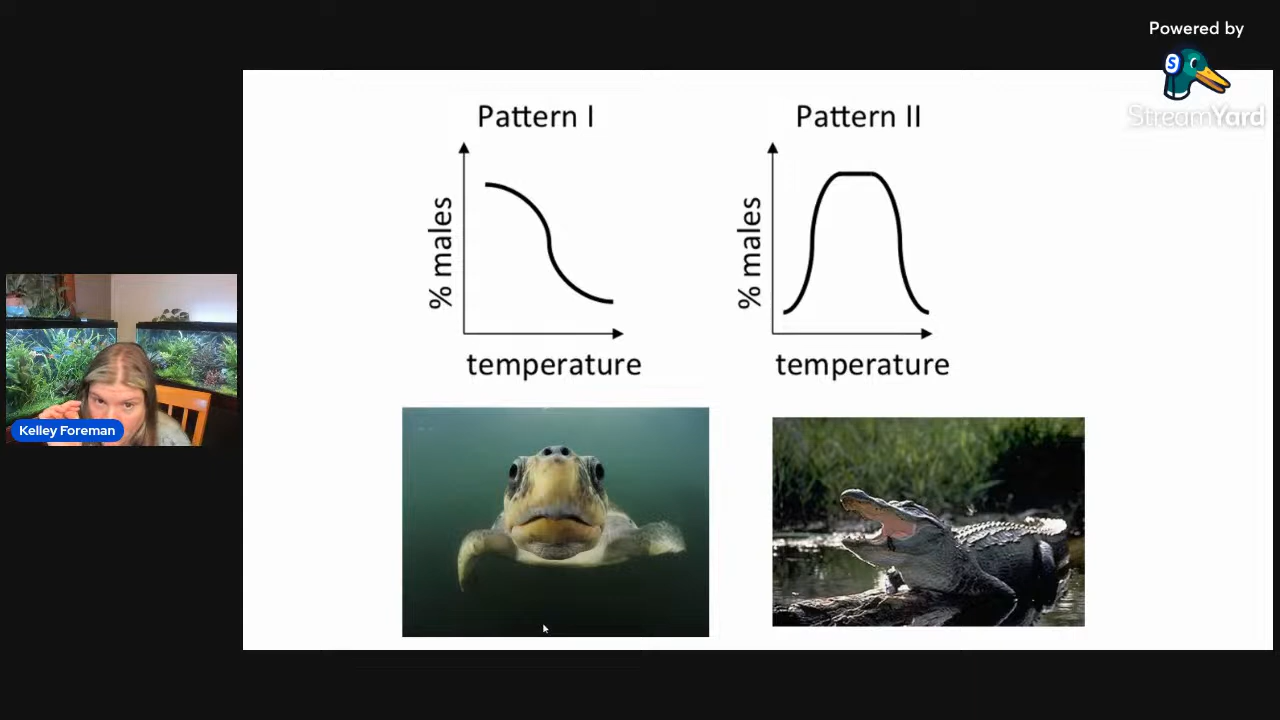 Powered by
S
StreamYard
Pattern I
Pattern II
% males
% males
temperature
temperature
Kelley Foreman